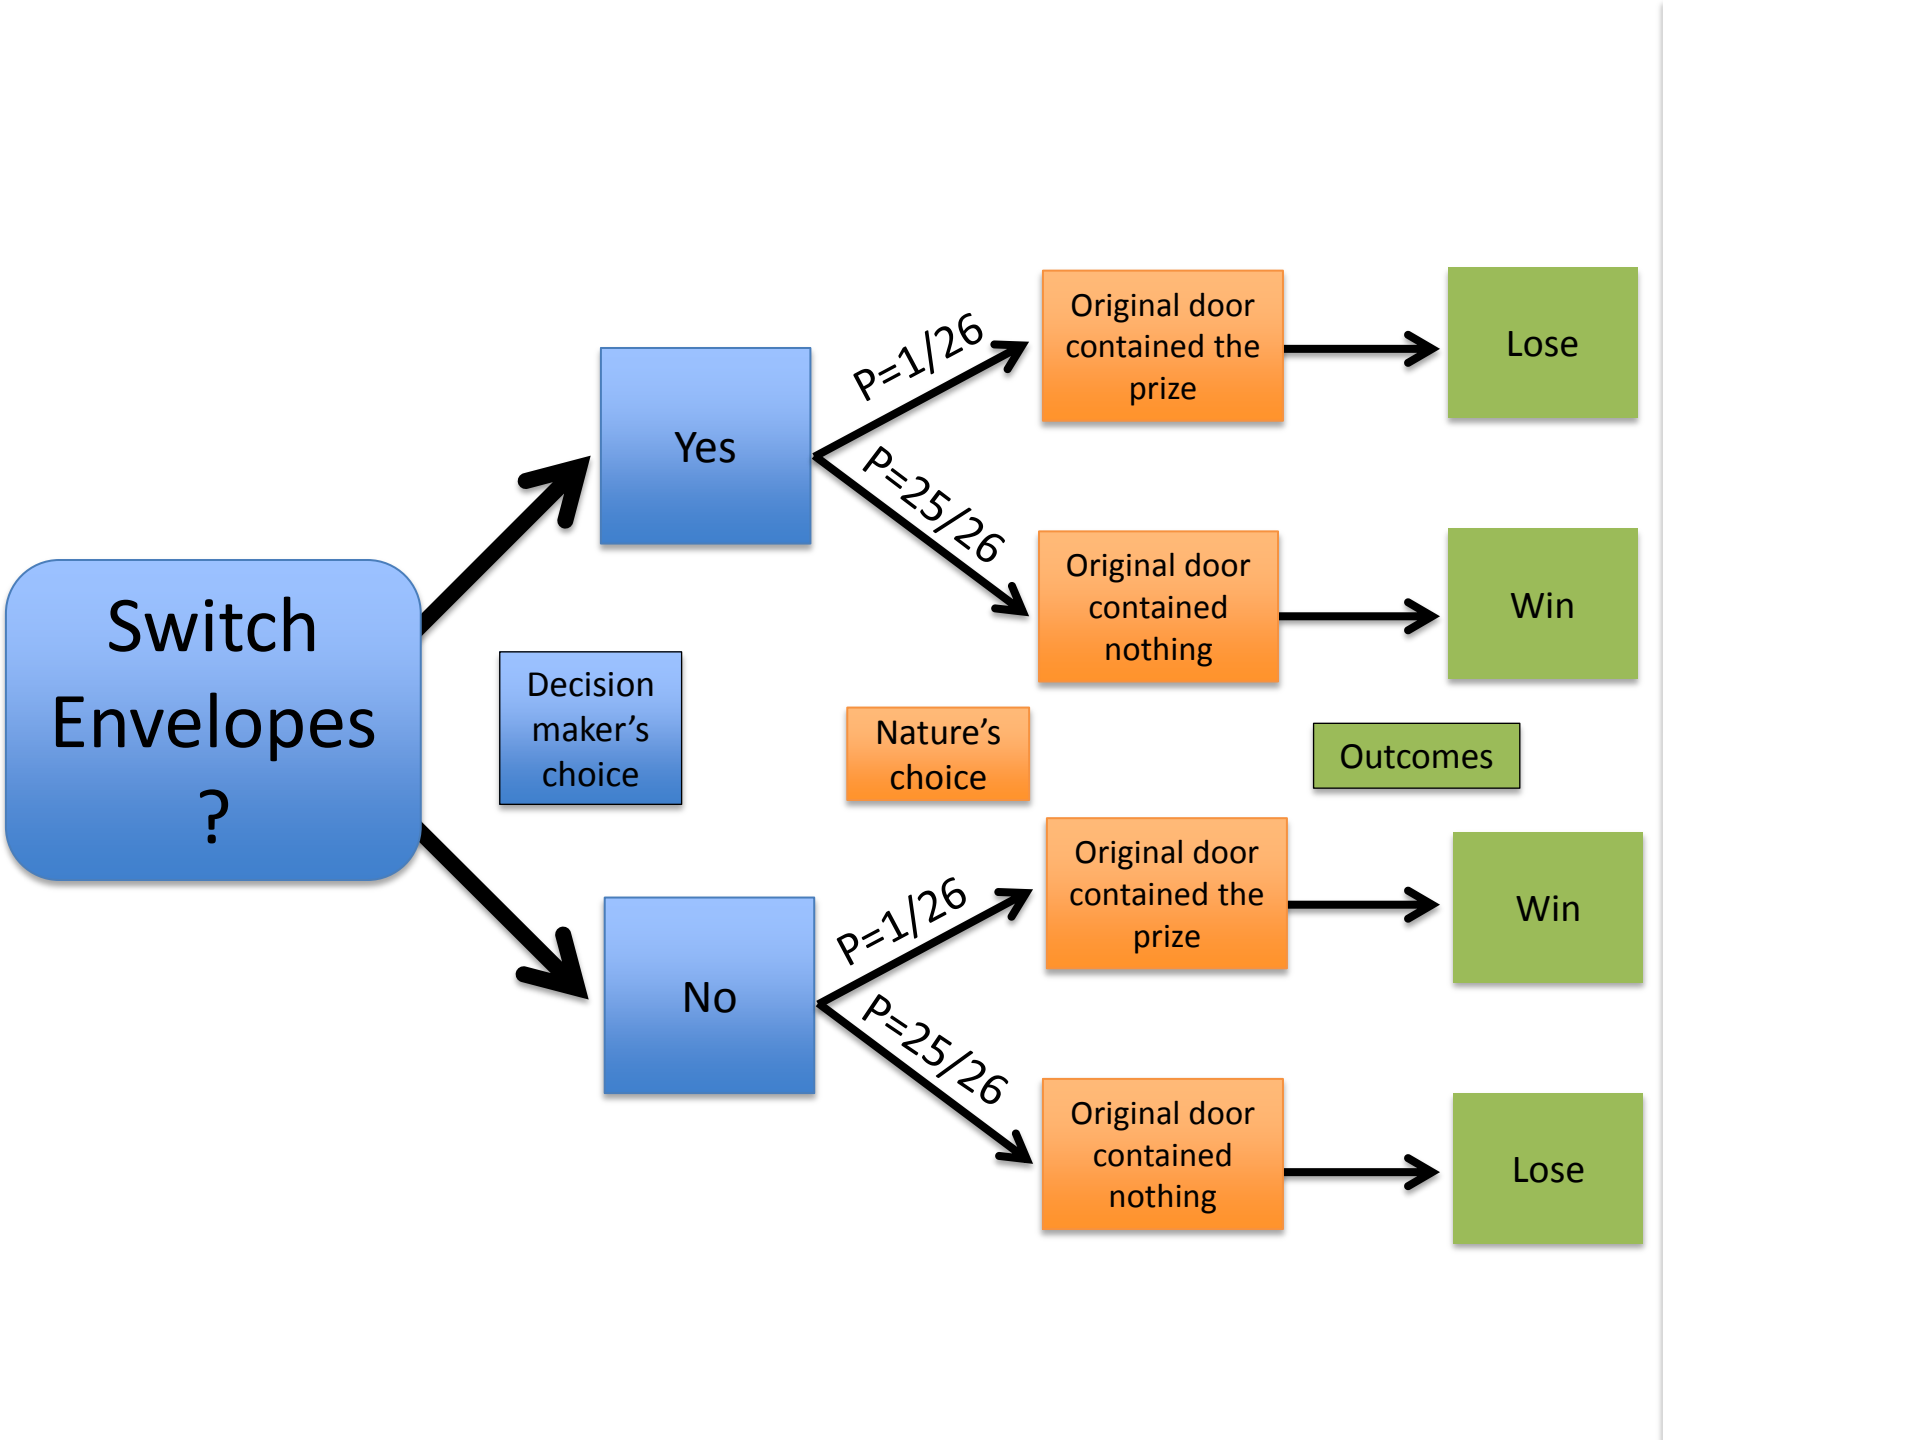 Switch
Envelopes
?
Yes
P=1/26
Original door
contained the
prize
Lose
P=25/26
Original door
contained
nothing
Win
Decision
maker’s
choice
Nature’s
choice
Outcomes
No
P=1/26
Original door
contained the
prize
Win
P=25/26
Original door
contained
nothing
Lose